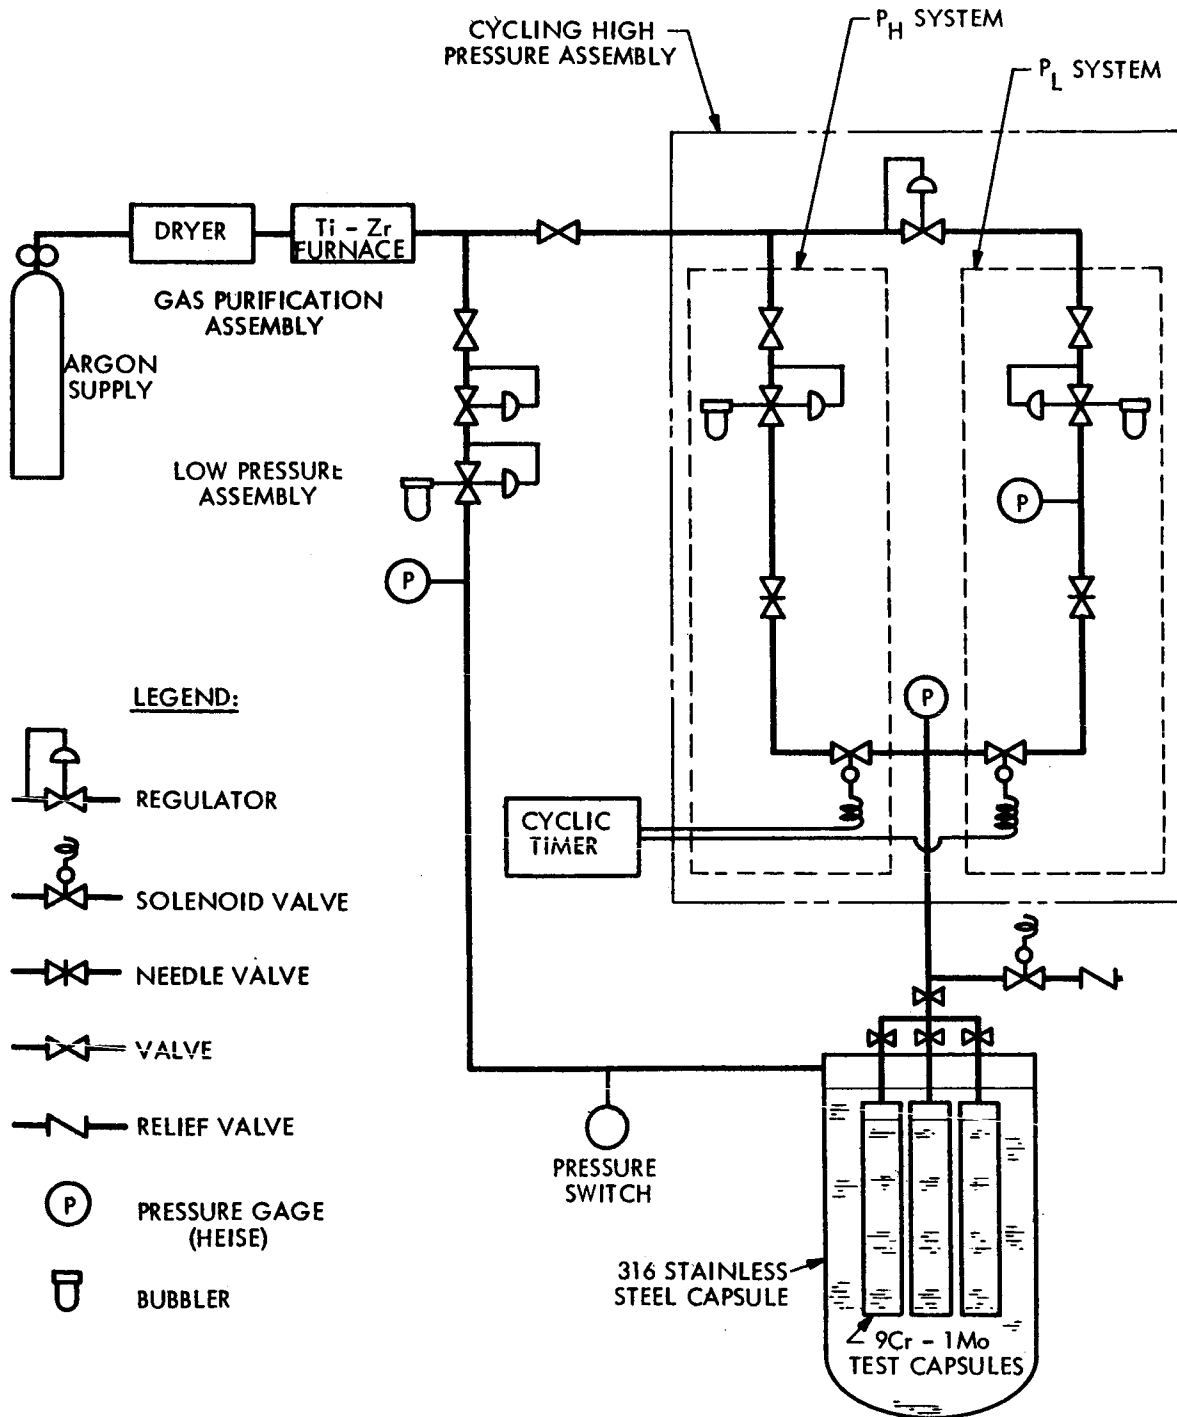 CYCLING HIGH
PRESSURE ASSEMBLY
PH SYSTEM
PL SYSTEM
DRYER
Ti - Zr
FURNACE
GAS PURIFICATION
ASSEMBLY
ARGON
SUPPLY
LOW PRESSURE
ASSEMBLY
P
P
P
LEGEND:
REGULATOR
SOLENOID VALVE
NEEDLE VALVE
VALVE
RELIEF VALVE
P
PRESSURE GAGE
(HEISE)
BUBBLER
CYCLIC
TIMER
PRESSURE
SWITCH
316 STAINLESS
STEEL CAPSULE
9Cr - 1Mo
TEST CAPSULES